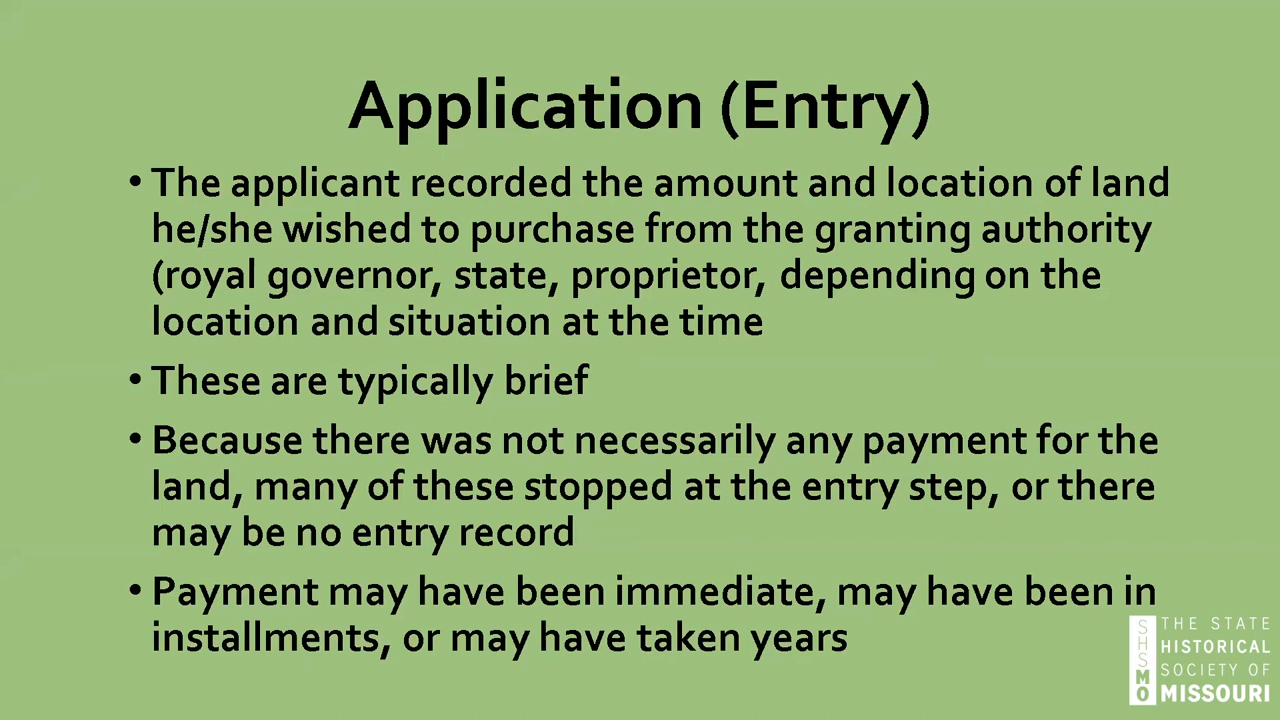 Application (Entry)
• The applicant recorded the amount and location of land
he/she wished to purchase from the granting authority
(royal governor, state, proprietor, depending on the
location and situation at the time
• These are typically brief
• Because there was not necessarily any payment for the
land, many of these stopped at the entry step, or there
may be no entry record
• Payment may have been immediate, may have been in
installments, or may have taken years
SHSMO
THE STATE
HISTORICAL
SOCIETY OF
MISSOURI